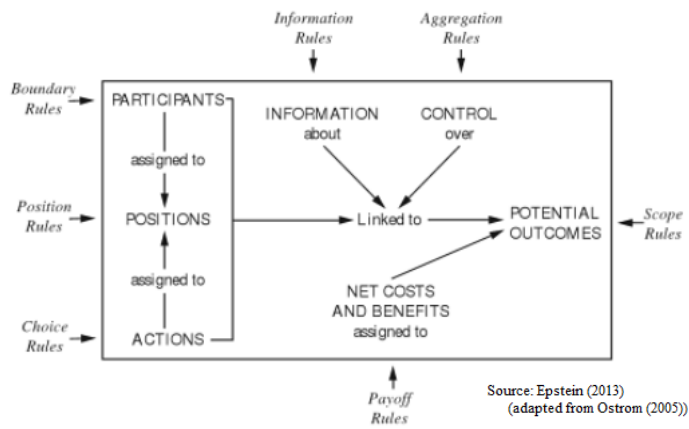 Information
Rules
Aggregation
Rules
Boundary
Rules
PARTICIPANTS
INFORMATION
about
CONTROL
over
assigned to
Position
Rules
POSITIONS
Linked to
POTENTIAL
OUTCOMES
Scope
Rules
assigned to
NET COSTS
AND BENEFITS
assigned to
Choice
Rules
ACTIONS
Payoff
Rules
Source: Epstein (2013)
(adapted from Ostrom (2005))